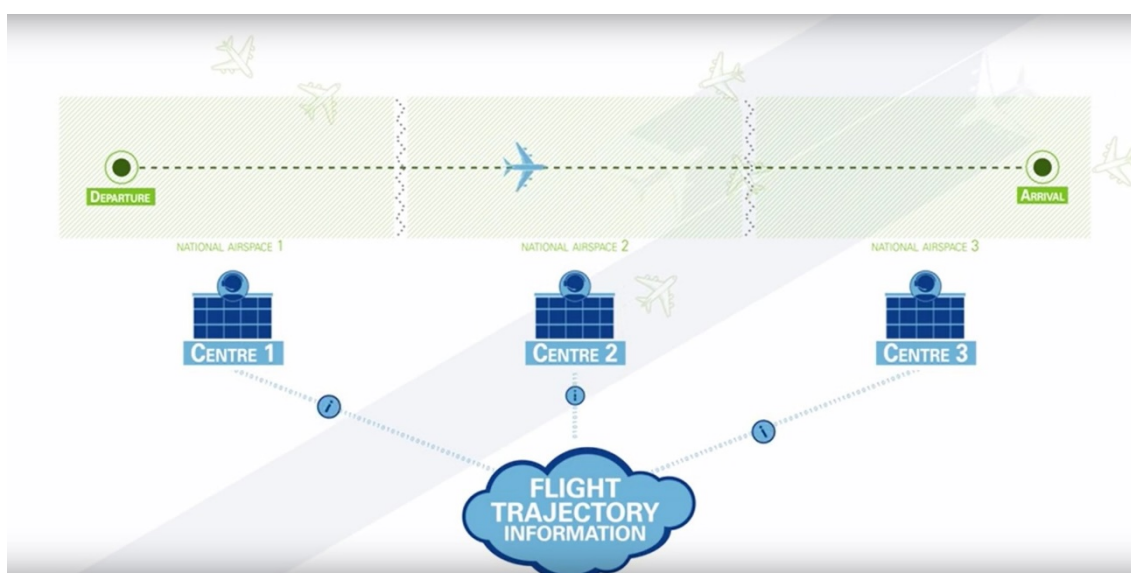 DEPARTURE
ARRIVAL
NATIONAL AIRSPACE 1
NATIONAL AIRSPACE 2
NATIONAL AIRSPACE 3
CENTRE 1
CENTRE 2
CENTRE 3
i
i
i
FLIGHT
TRAJECTORY
INFORMATION